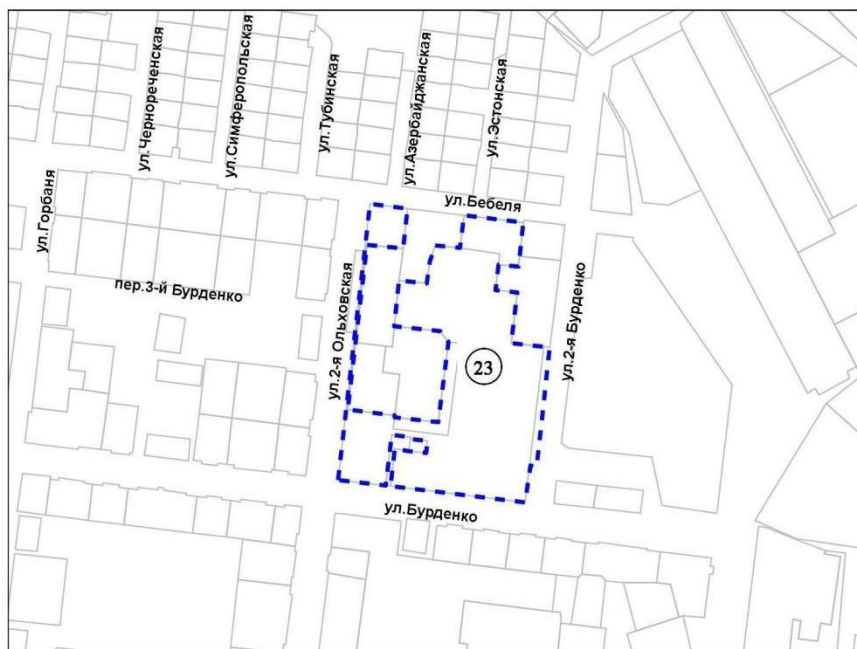 ул.Чернореченская
ул.Симферопольская
ул.Тубинская
ул.Азербайджанская
ул.Эстонская
ул.Горбаня
ул.Бебеля
пер.3-й Бурденко
ул.2-я Ольховская
23
ул.2-я Бурденко
ул.Бурденко